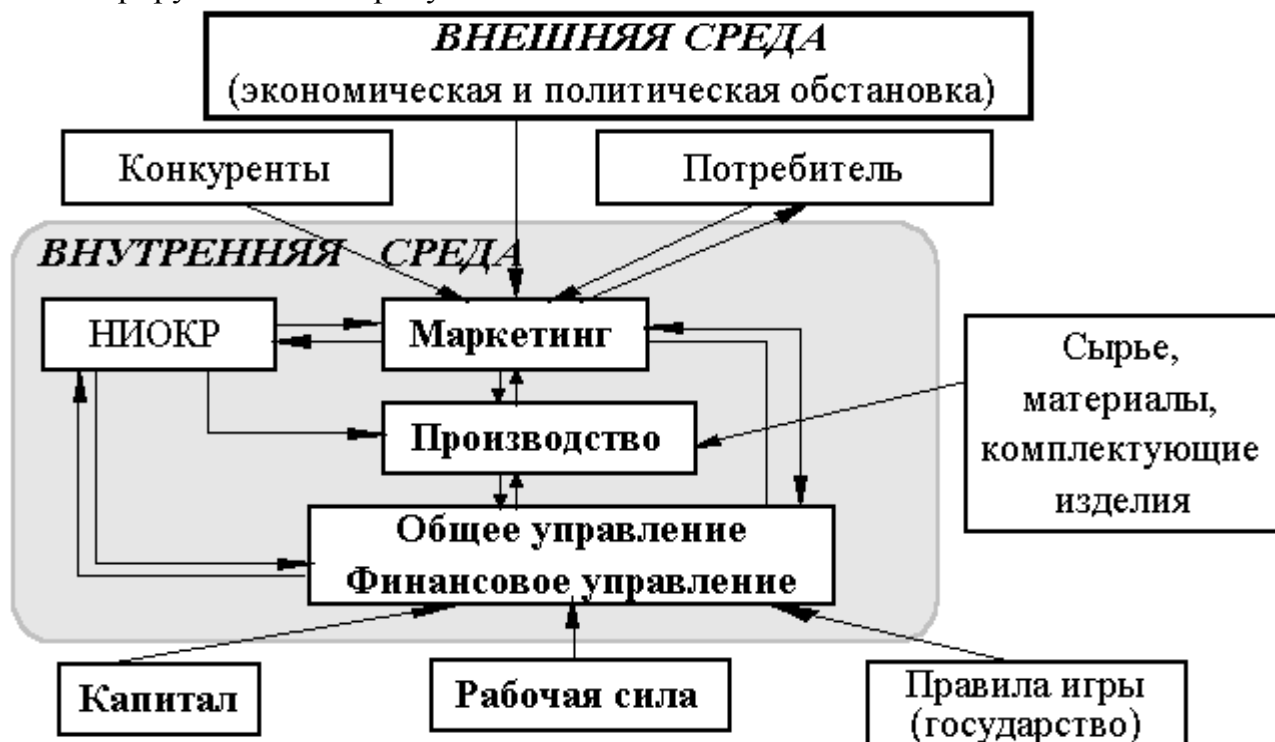 ВНЕШНЯЯ СРЕДА
(экономическая и политическая обстановка)
Конкуренты
Потребитель
ВНУТРЕННЯЯ СРЕДА
НИОКР
Маркетинг
Сырье,
материалы,
комплектующие
изделия
Производство
Общее управление
Финансовое управление
Капитал
Рабочая сила
Правила игры
(государство)